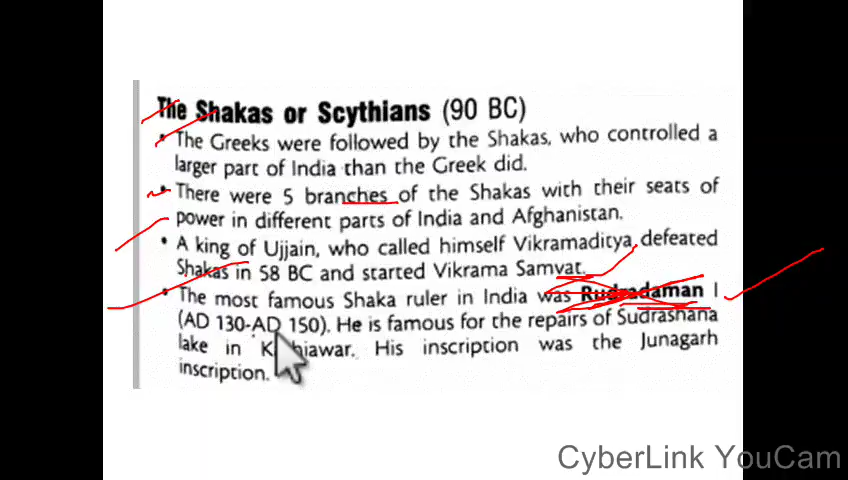 The Shakas or Scythians (90 BC)
• The Greeks were followed by the Shakas, who controlled a
larger part of India than the Greek did.
• There were 5 branches of the Shakas with their seats of
power in different parts of India and Afghanistan.
• A king of Ujjain, who called himself Vikramaditya, defeated
Shakas in 58 BC and started Vikrama Samvat.
• The most famous Shaka ruler in India was Rudradaman I
(AD 130-AD 150). He is famous for the repairs of Sudrashana
lake in His inscription was the Junagarh
inscription.
CyberLink YouCam